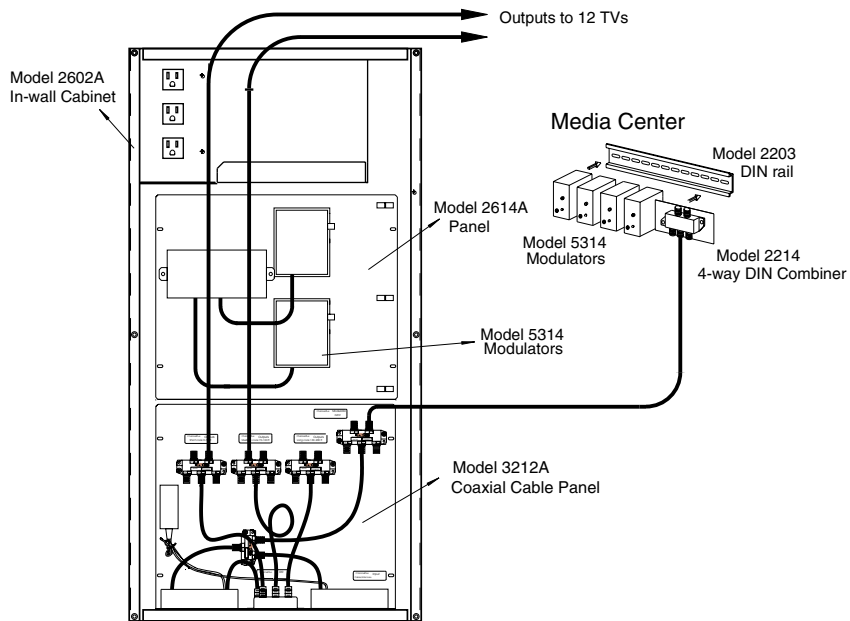 Outputs to 12 TVs
Model 2602A
In-wall Cabinet
Media Center
Model 2203
DIN rail
Model 2614A
Panel
Model 5314
Modulators
Model 2214
4-way DIN Combiner
Model 5314
Modulators
Model 3212A
Coaxial Cable Panel